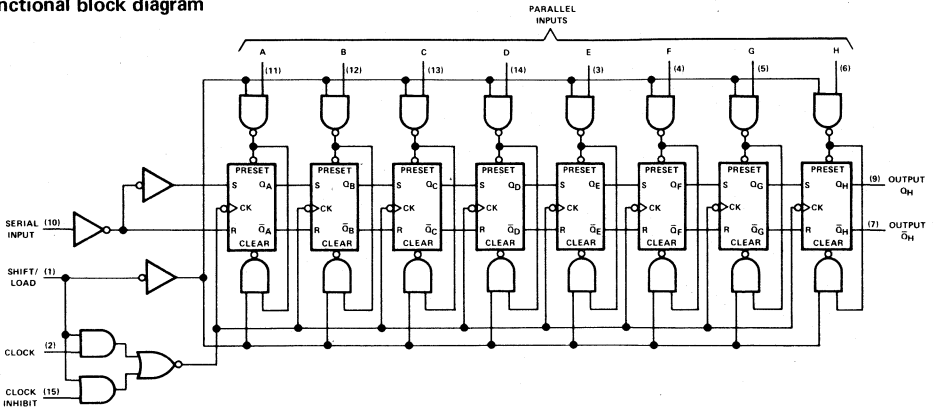 nctional block diagram
PARALLEL
INPUTS
A B C D E F G H
(11) (12) (13) (14) (3) (4) (5) (6)
PRESET PRESET PRESET PRESET PRESET PRESET PRESET PRESET
S QA S QB S QC S QD S QE S QF S QG S QH (9) OUTPUT
QH
CK CK CK CK CK CK CK CK
SERIAL (10)
INPUT
R Q̄A R Q̄B R Q̄C R Q̄D R Q̄E R Q̄F R Q̄G R Q̄H (7) OUTPUT
Q̄H
CLEAR CLEAR CLEAR CLEAR CLEAR CLEAR CLEAR CLEAR
SHIFT/ (1)
LOAD
CLOCK (2)
CLOCK (15)
INHIBIT